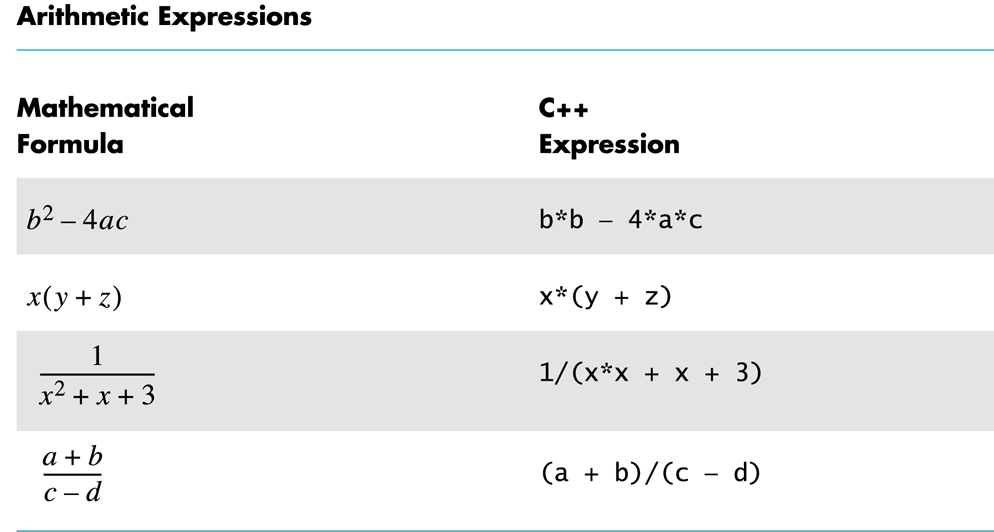 Arithmetic Expressions
Mathematical Formula
C++ Expression
b² – 4ac
b*b – 4*a*c
x(y + z)
x*(y + z)
1
x² + x + 3
1/(x*x + x + 3)
a + b
c – d
(a + b)/(c – d)